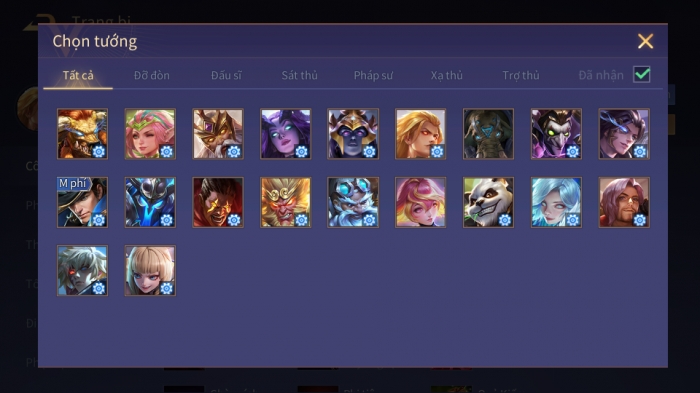 Trang bị
Chọn tướng
Tất cả
Đỡ đòn
Đấu sĩ
Sát thủ
Pháp sư
Xạ thủ
Trợ thủ
Đã nhận
M phí